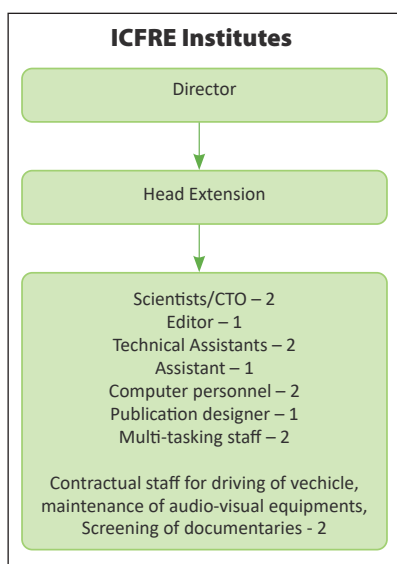 ICFRE Institutes
Director
Head Extension
Scientists/CTO – 2
Editor – 1
Technical Assistants – 2
Assistant – 1
Computer personnel – 2
Publication designer – 1
Multi-tasking staff – 2
Contractual staff for driving of vechicle,
maintenance of audio-visual equipments,
Screening of documentaries - 2